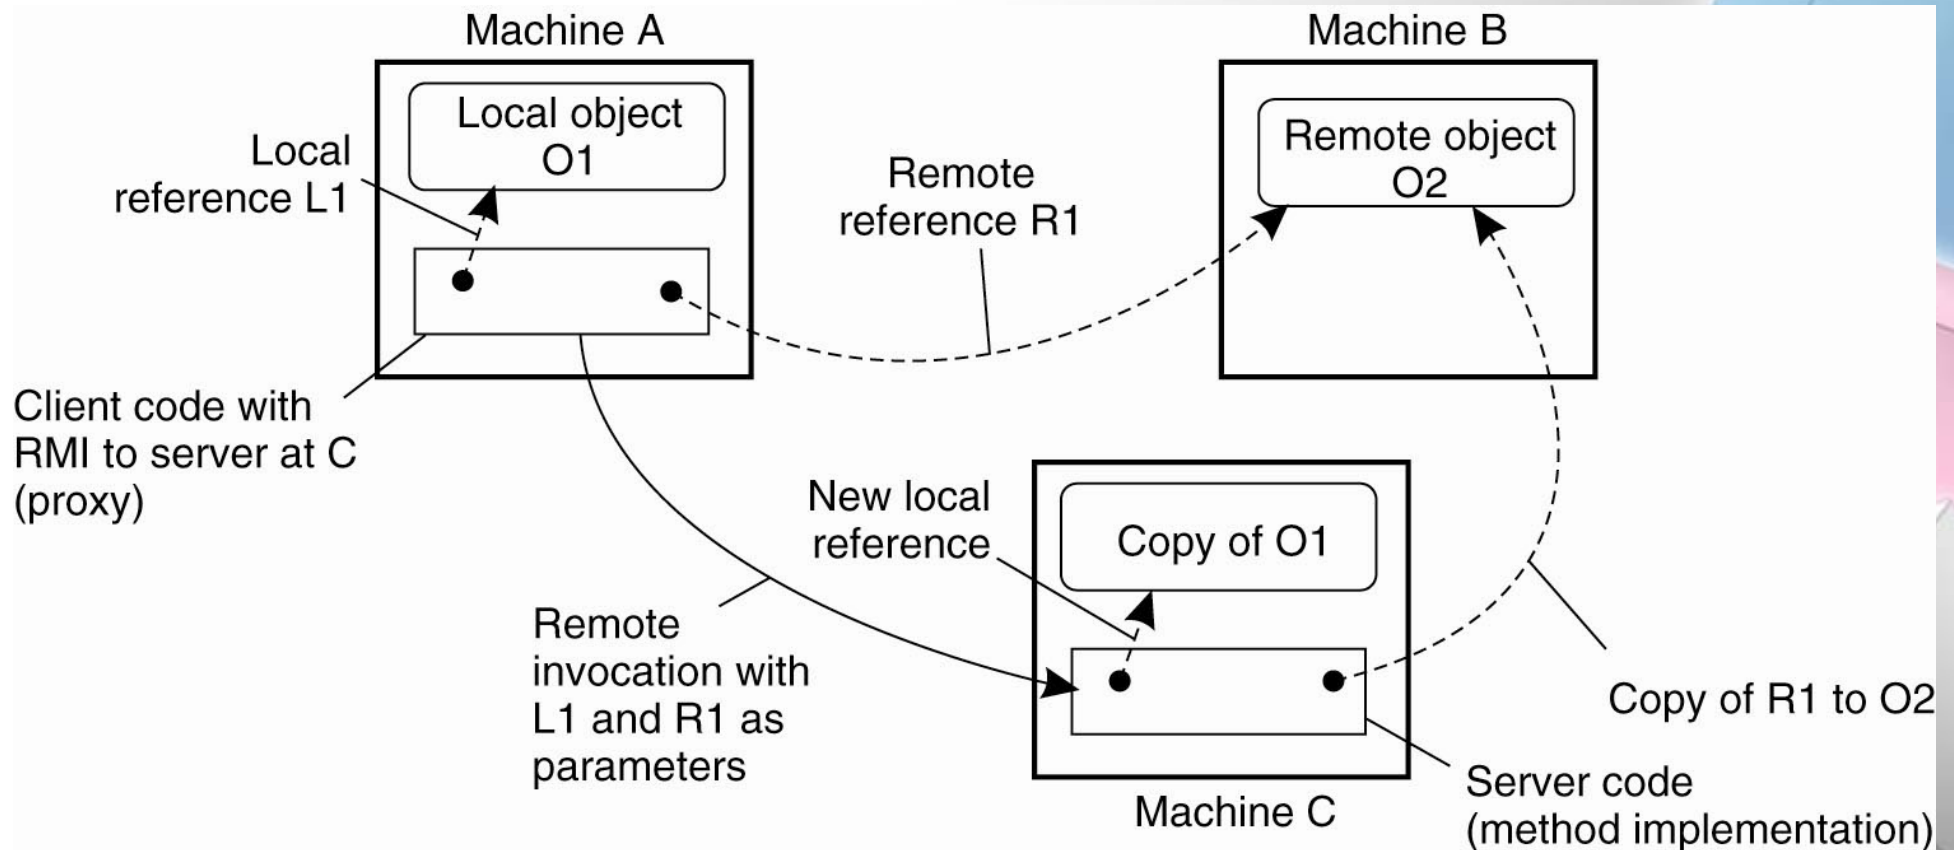 Machine A
Machine B
Local object
O1
Remote object
O2
Local
reference L1
Remote
reference R1
Client code with
RMI to server at C
(proxy)
New local
reference
Copy of O1
Remote
invocation with
L1 and R1 as
parameters
Copy of R1 to O2
Server code
(method implementation)
Machine C